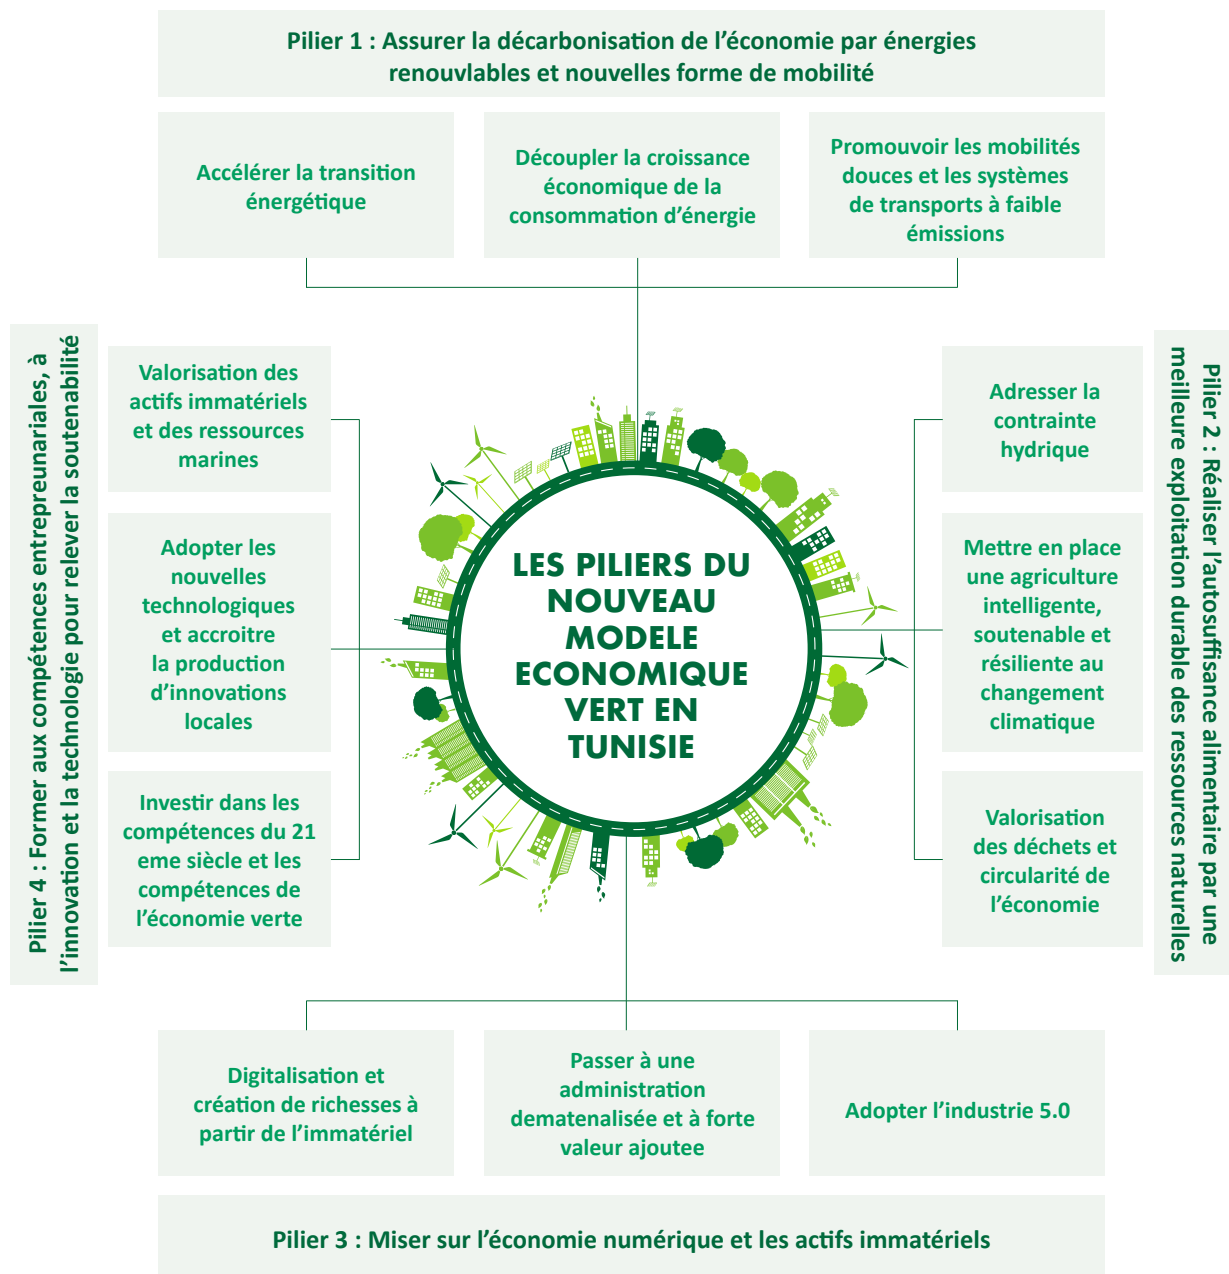 Pilier 1 : Assurer la décarbonisation de l’économie par énergies
renouvlables et nouvelles forme de mobilité
Accélérer la transition
énergétique
Découpler la croissance
économique de la
consommation d’énergie
Promouvoir les mobilités
douces et les systèmes
de transports à faible
émissions
Pilier 4 : Former aux compétences entrepreunariales, à
l’innovation et la technologie pour relever la soutenabilité
Valorisation des
actifs immatériels
et des ressources
marines
Adopter les
nouvelles
technologiques
et accroitre
la production
d’innovations
locales
Investir dans les
compétences du 21
eme siècle et les
compétences de
l’économie verte
LES PILIERS DU
NOUVEAU
MODELE
ECONOMIQUE
VERT EN
TUNISIE
Adresser la
contrainte
hydrique
Mettre en place
une agriculture
intelligente,
soutenable et
résiliente au
changement
climatique
Valorisation
des déchets et
circularité de
l’économie
Pilier 2 : Réaliser l’autosuffisance alimentaire par une
meilleure exploitation durable des ressources naturelles
Digitalisation et
création de richesses à
partir de l’immatériel
Passer à une
administration
dematenalisée et à forte
valeur ajoutee
Adopter l’industrie 5.0
Pilier 3 : Miser sur l’économie numérique et les actifs immatériels